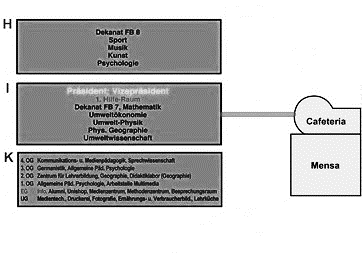 H
Dekanat FB 8
Sport
Musik
Kunst
Psychologie
I
Präsident; Vizepräsident
1. Hilfe-Raum
Dekanat FB 7, Mathematik
Umweltökonomie
Umwelt-Physik
Phys. Geographie
Umweltwissenschaft
Cafeteria
Mensa
K
4. OG Kommunikations- u. Medienpädagogik, Sprechwissenschaft
3. OG Germanistik, Allgemeine Päd. Psychologie
2. OG Zentrum für Lehrerbildung, Geographie, Didaktiklabor (Geographie)
1. OG Allgemeine Päd. Psychologie, Arbeitsstelle Multimedia
EG Info, Alumni, Unishop, Medienzentrum, Methodenzentrum, Besprechungsraum
UG Medientech., Druckerei, Fotografie, Ernährungs- u. Verbraucherbild., Lehrküche